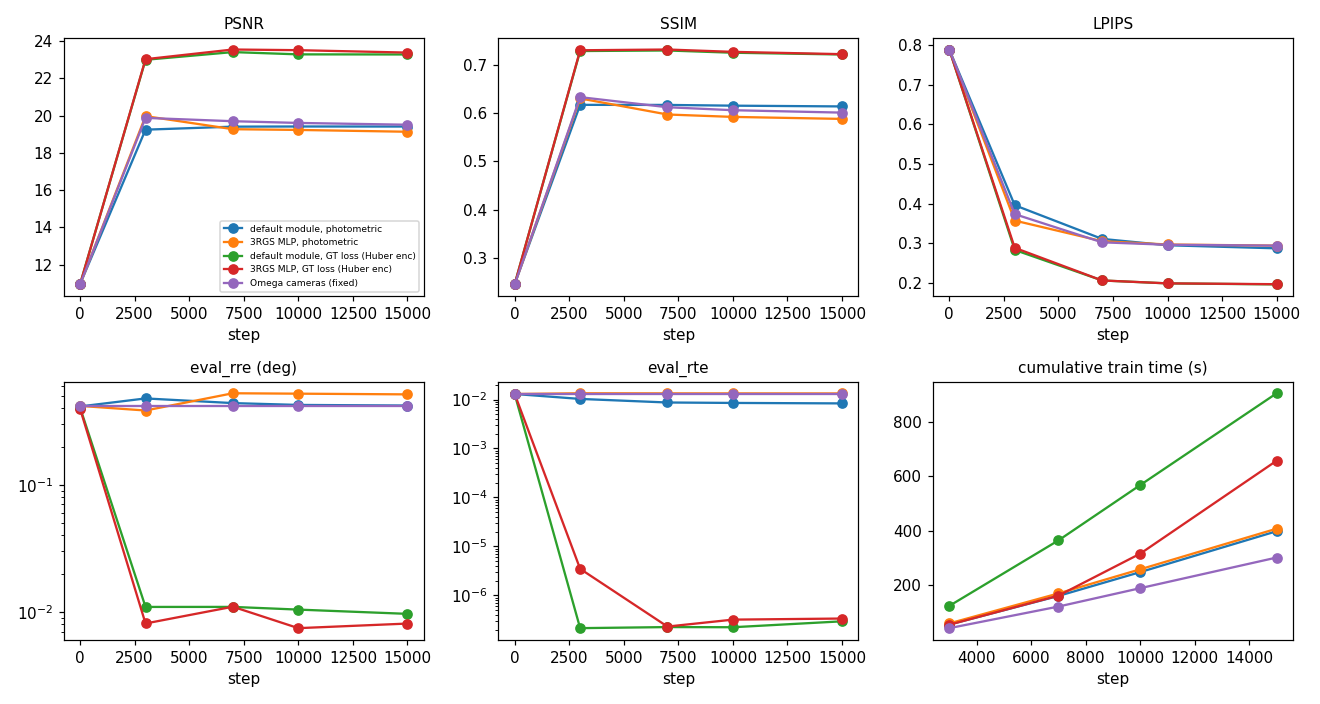 PSNR
24
22
20
18
16
14
12
default module, photometric
3RGS MLP, photometric
default module, GT loss (Huber enc)
3RGS MLP, GT loss (Huber enc)
Omega cameras (fixed)
0 2500 5000 7500 10000 12500 15000
step
SSIM
0.7
0.6
0.5
0.4
0.3
0 2500 5000 7500 10000 12500 15000
step
LPIPS
0.8
0.7
0.6
0.5
0.4
0.3
0.2
0 2500 5000 7500 10000 12500 15000
step
eval_rre (deg)
10⁻¹
10⁻²
0 2500 5000 7500 10000 12500 15000
step
eval_rte
10⁻²
10⁻³
10⁻⁴
10⁻⁵
10⁻⁶
0 2500 5000 7500 10000 12500 15000
step
cumulative train time (s)
800
600
400
200
4000 6000 8000 10000 12000 14000
step